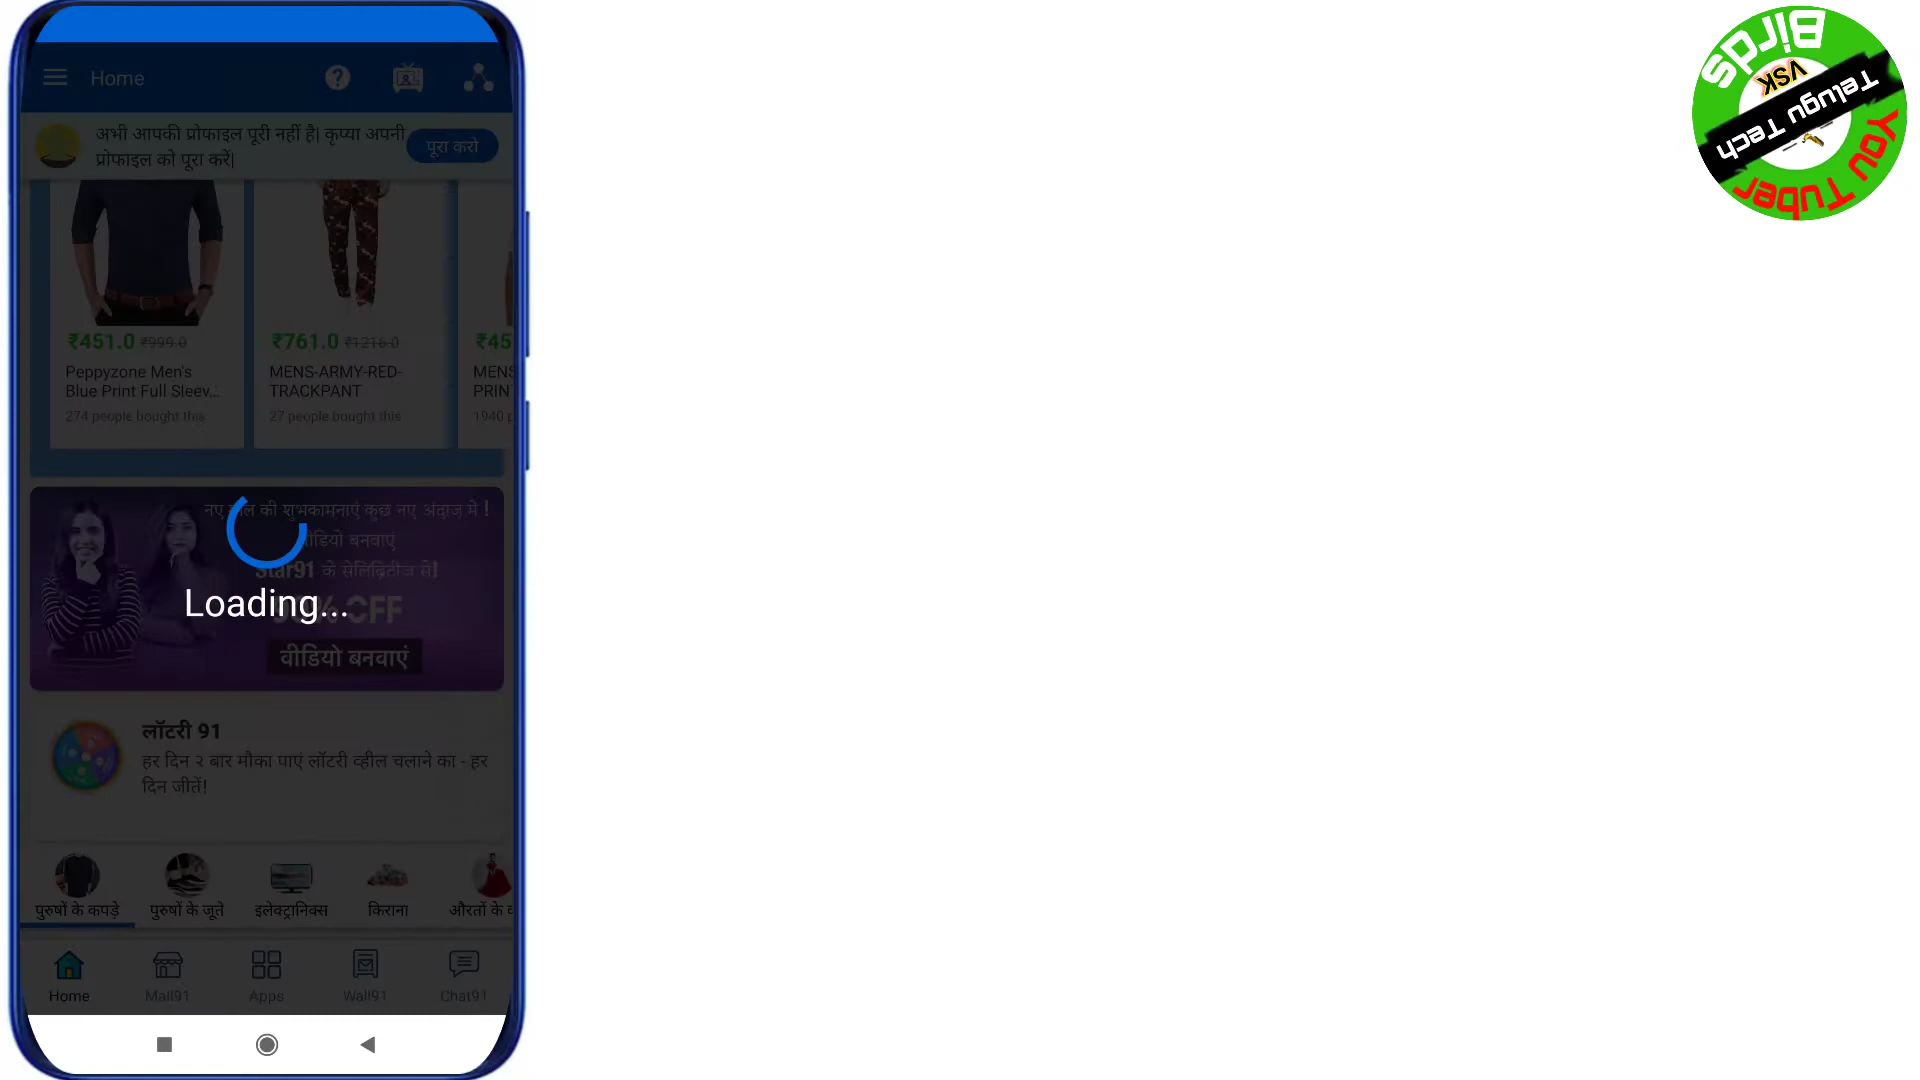 Home
अभी आपकी प्रोफाइल पूरी नहीं है| कृप्या अपनी
प्रोफाइल को पूरा करें|
पूरा करो
₹451.0 ₹999.0
Peppyzone Men's
Blue Print Full Sleev...
274 people bought this
₹761.0 ₹1216.0
MENS-ARMY-RED-
TRACKPANT
27 people bought this
₹45
MENS
PRIN
1940
की शुभकामनाएं कुछ नए अंदाज में !
बनवाएं
Star91 के सेलिब्रिटीज से!
OFF
Loading...
वीडियो बनवाएं
लॉटरी 91
हर दिन २ बार मौका पाएं लॉटरी व्हील चलाने का - हर
दिन जीतें!
पुरुषों के कपड़े
पुरुषों के जूते
इलेक्ट्रानिक्स
किराना
औरतों के
Home
Mall91
Apps
Wall91
Chat91
Birds
VSK
Telugu Tech
You Tuber